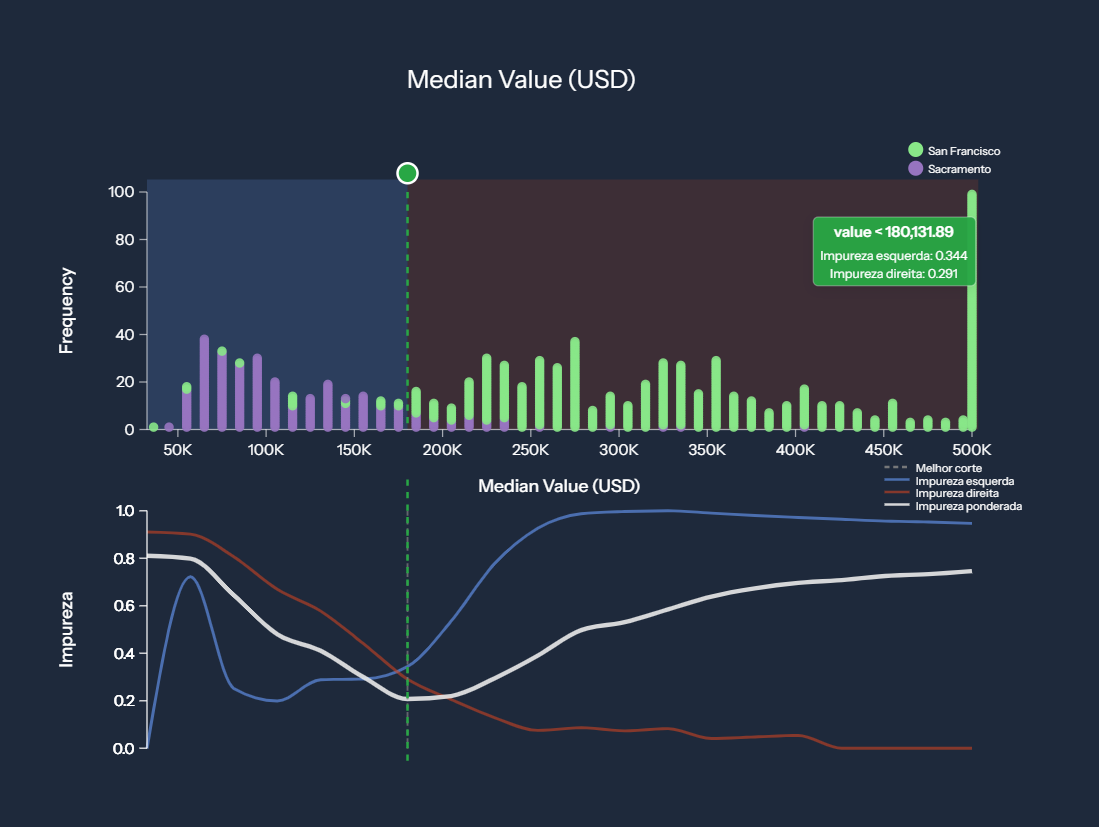 Median Value (USD)
San Francisco
Sacramento
100
80
60
40
20
0
Frequency
value < 180,131.89
Impureza esquerda: 0.344
Impureza direita: 0.291
50K
100K
150K
200K
250K
300K
350K
400K
450K
500K
Median Value (USD)
Melhor corte
Impureza esquerda
Impureza direita
Impureza ponderada
1.0
0.8
0.6
0.4
0.2
0.0
Impureza